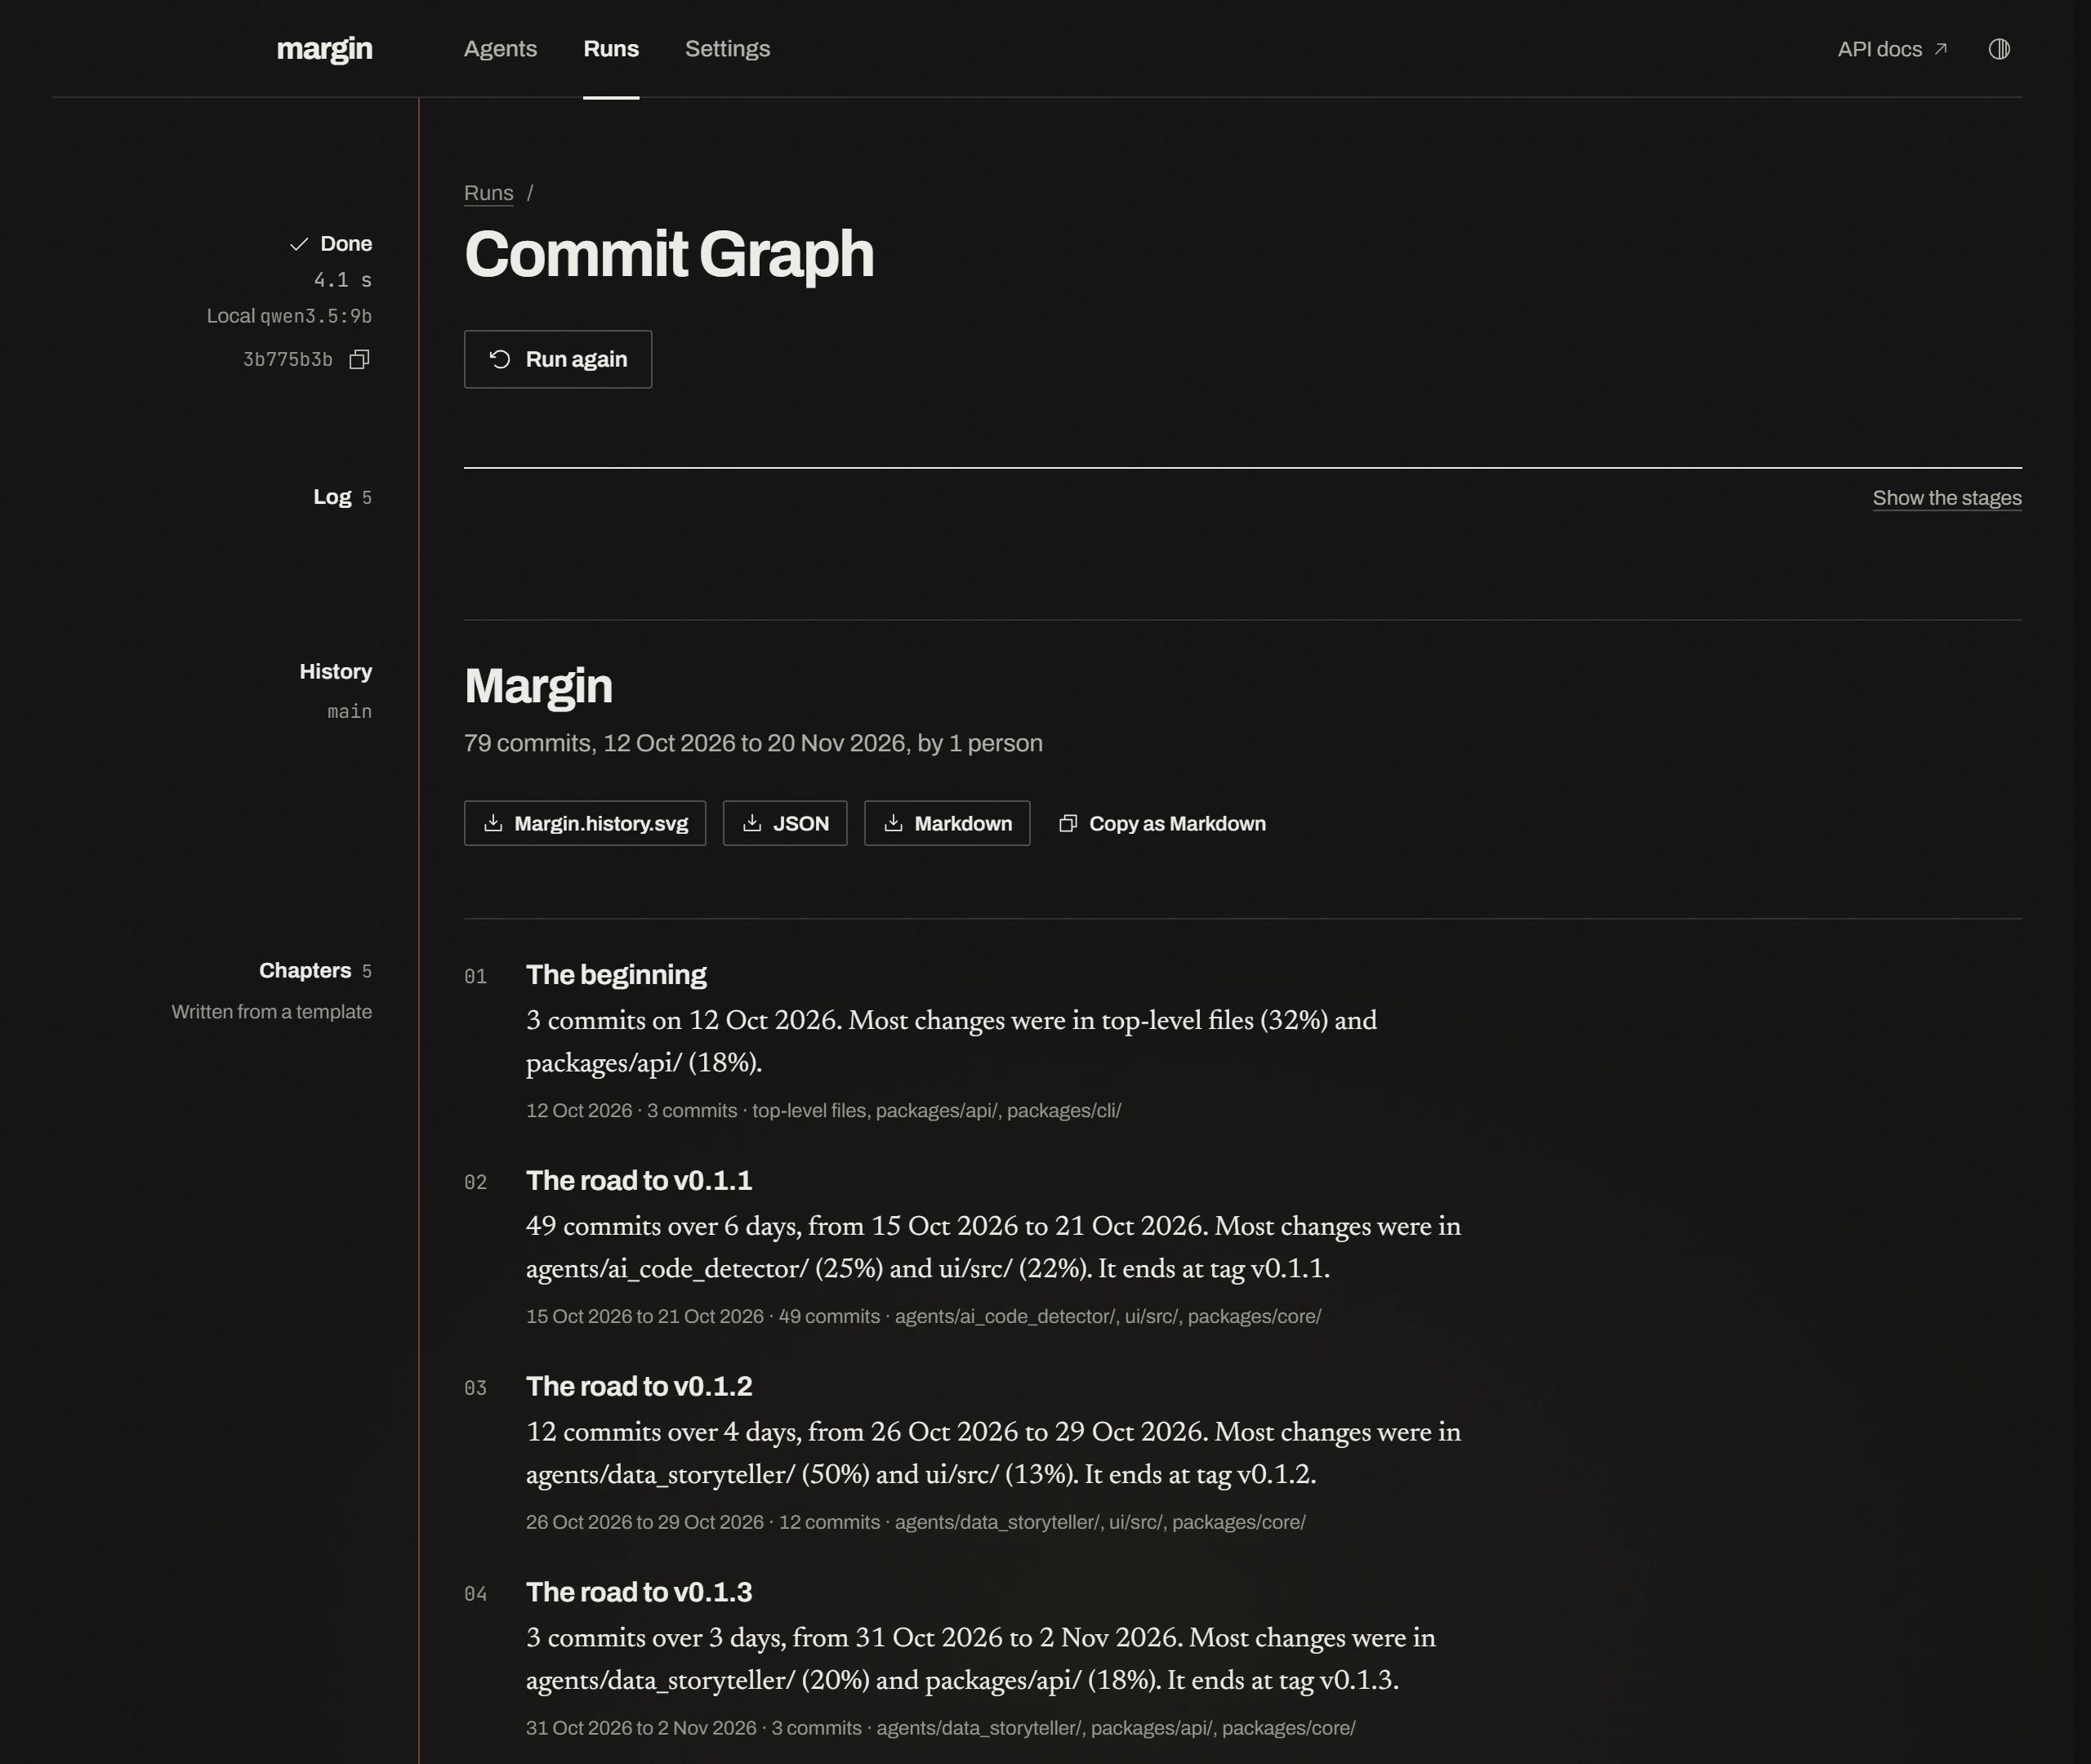 margin
Agents
Runs
Settings
API docs
Runs /
Commit Graph
Done
4.1 s
Local qwen3.5:9b
3b775b3b
Run again
Log 5
Show the stages
History
main
Margin
79 commits, 12 Oct 2026 to 20 Nov 2026, by 1 person
Margin.history.svg
JSON
Markdown
Copy as Markdown
Chapters 5
Written from a template
01 The beginning
3 commits on 12 Oct 2026. Most changes were in top-level files (32%) and
packages/api/ (18%).
12 Oct 2026 · 3 commits · top-level files, packages/api/, packages/cli/
02 The road to v0.1.1
49 commits over 6 days, from 15 Oct 2026 to 21 Oct 2026. Most changes were in
agents/ai_code_detector/ (25%) and ui/src/ (22%). It ends at tag v0.1.1.
15 Oct 2026 to 21 Oct 2026 · 49 commits · agents/ai_code_detector/, ui/src/, packages/core/
03 The road to v0.1.2
12 commits over 4 days, from 26 Oct 2026 to 29 Oct 2026. Most changes were in
agents/data_storyteller/ (50%) and ui/src/ (13%). It ends at tag v0.1.2.
26 Oct 2026 to 29 Oct 2026 · 12 commits · agents/data_storyteller/, ui/src/, packages/core/
04 The road to v0.1.3
3 commits over 3 days, from 31 Oct 2026 to 2 Nov 2026. Most changes were in
agents/data_storyteller/ (20%) and packages/api/ (18%). It ends at tag v0.1.3.
31 Oct 2026 to 2 Nov 2026 · 3 commits · agents/data_storyteller/, packages/api/, packages/core/